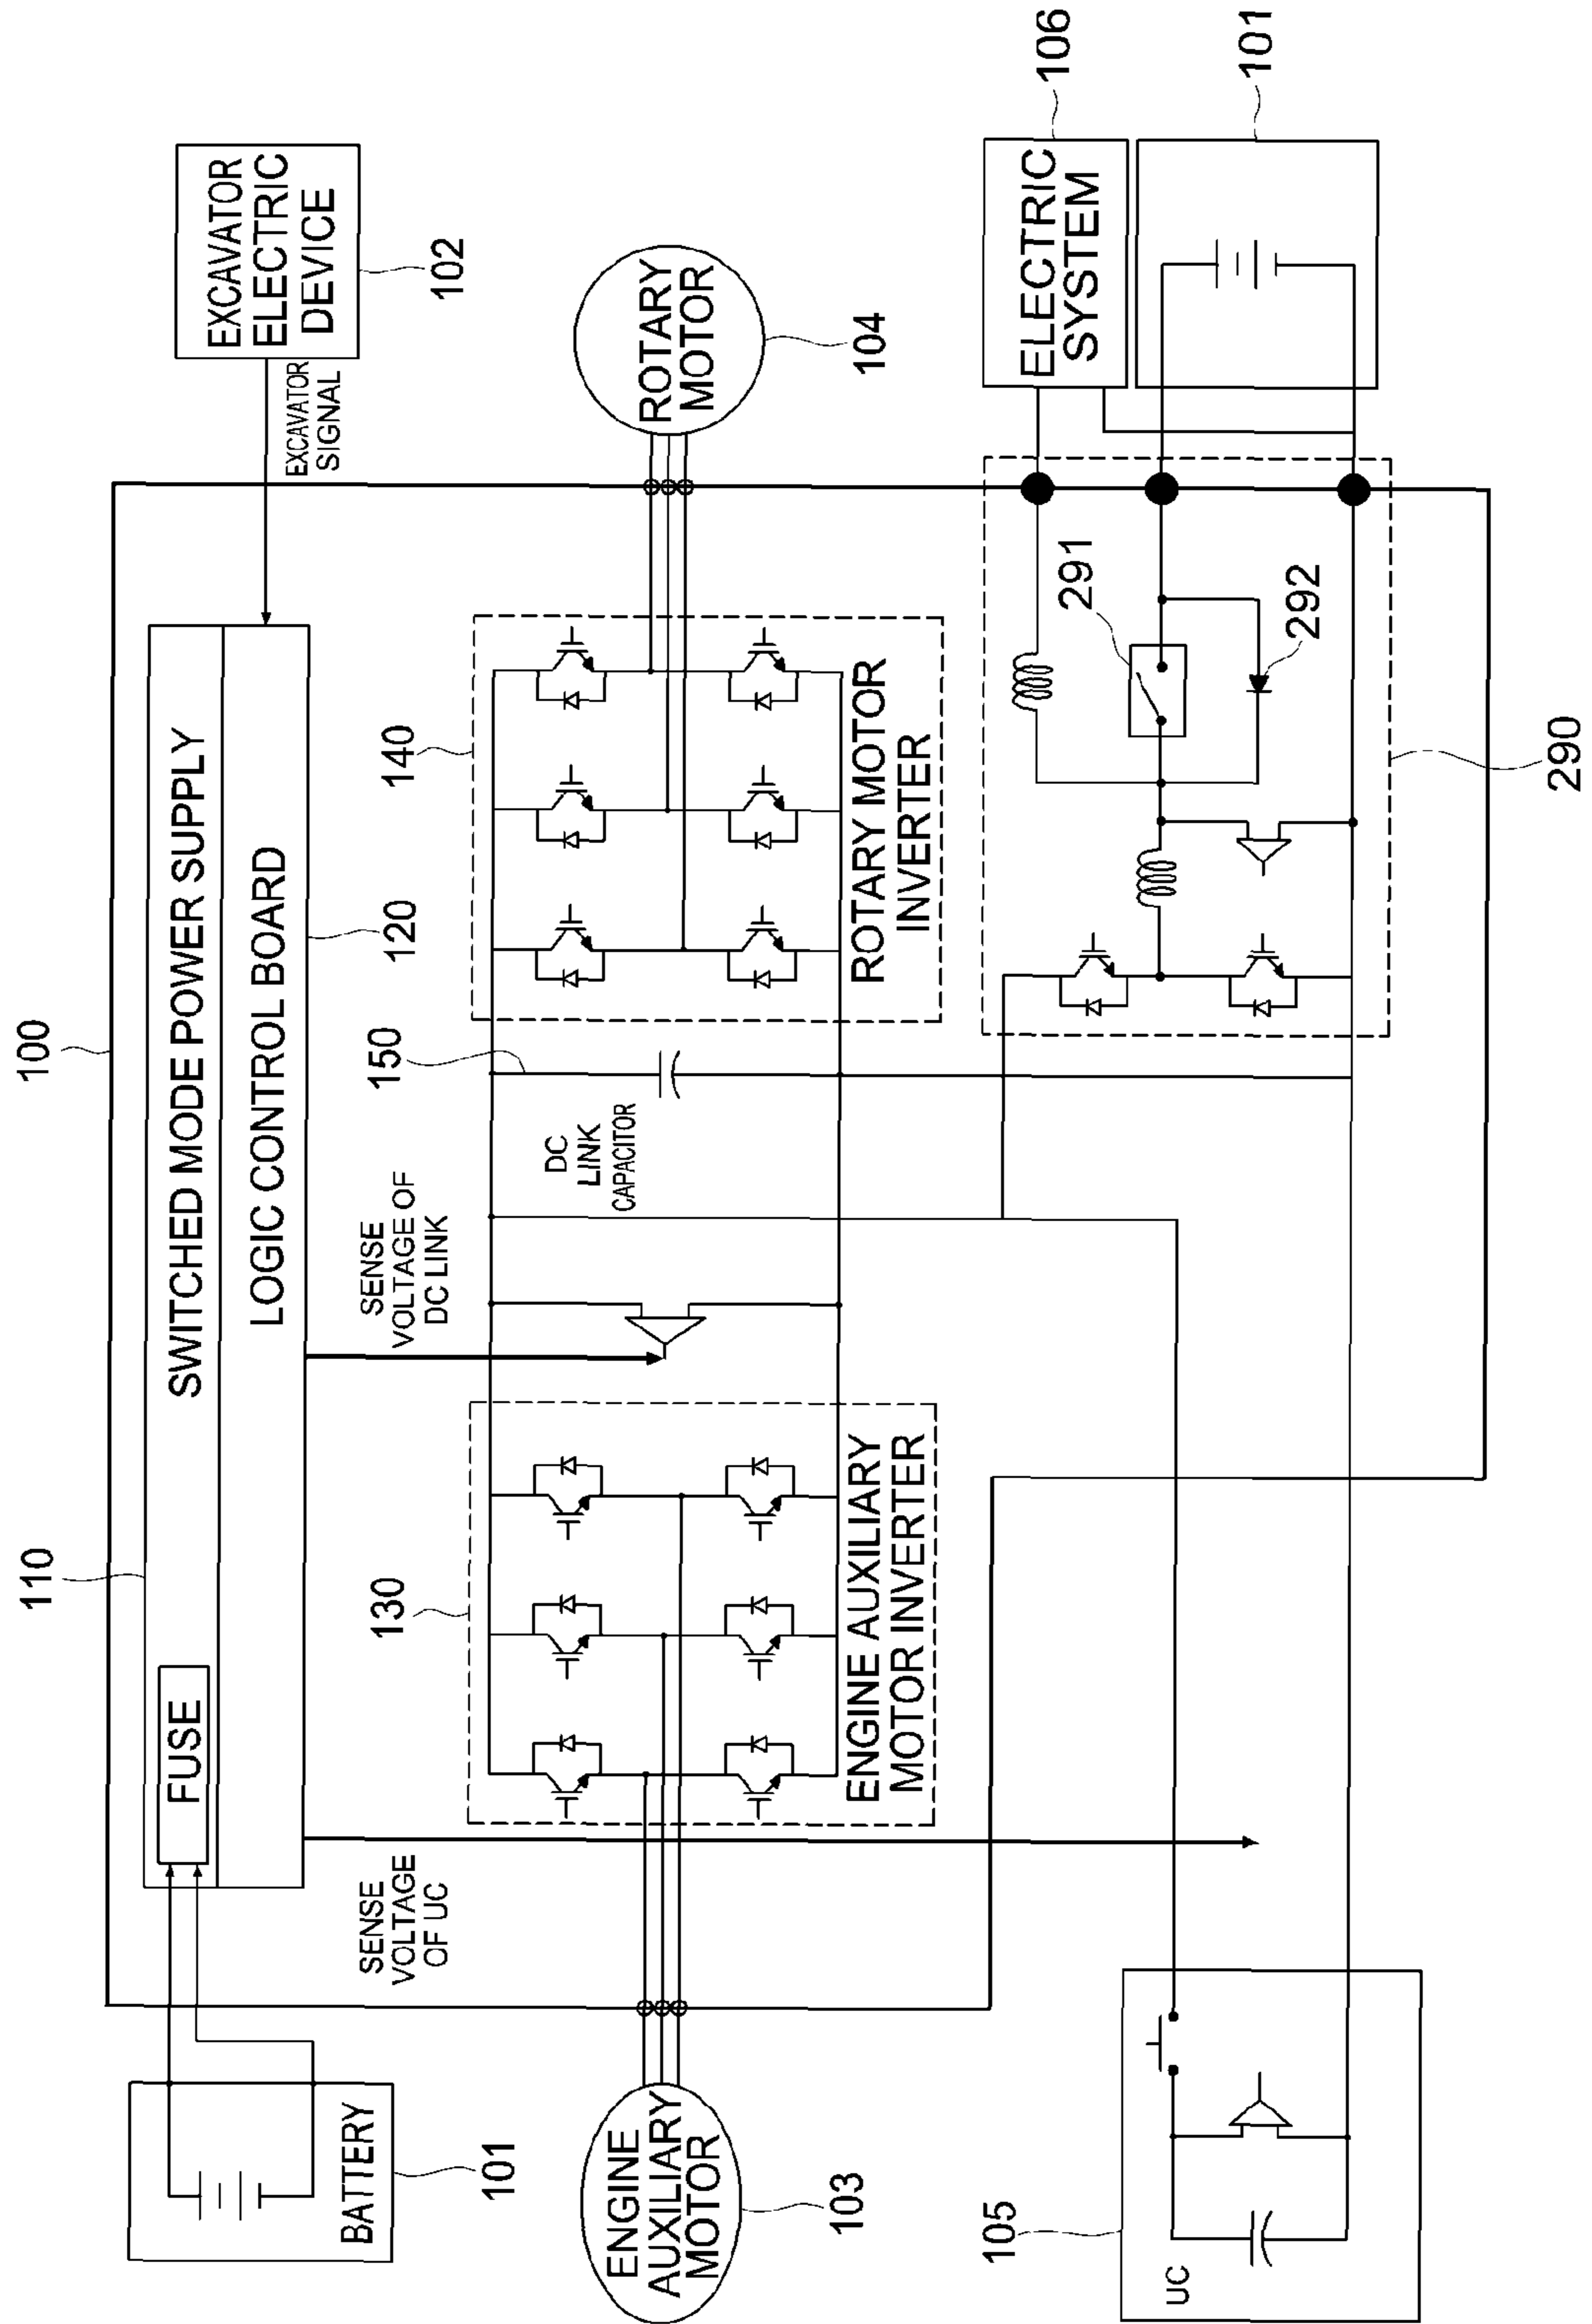 100
110
SWITCHED MODE POWER SUPPLY
FUSE
LOGIC CONTROL BOARD
120
BATTERY
101
EXCAVATOR
ELECTRIC
DEVICE
102
EXCAVATOR
SIGNAL
SENSE
VOLTAGE
OF UC
SENSE
VOLTAGE OF
DC LINK
130
150
140
DC
LINK
CAPACITOR
ENGINE
AUXILIARY
MOTOR
103
ENGINE AUXILIARY
MOTOR INVERTER
ROTARY MOTOR
INVERTER
ROTARY
MOTOR
104
105
UC
291
292
290
ELECTRIC
SYSTEM
106
101